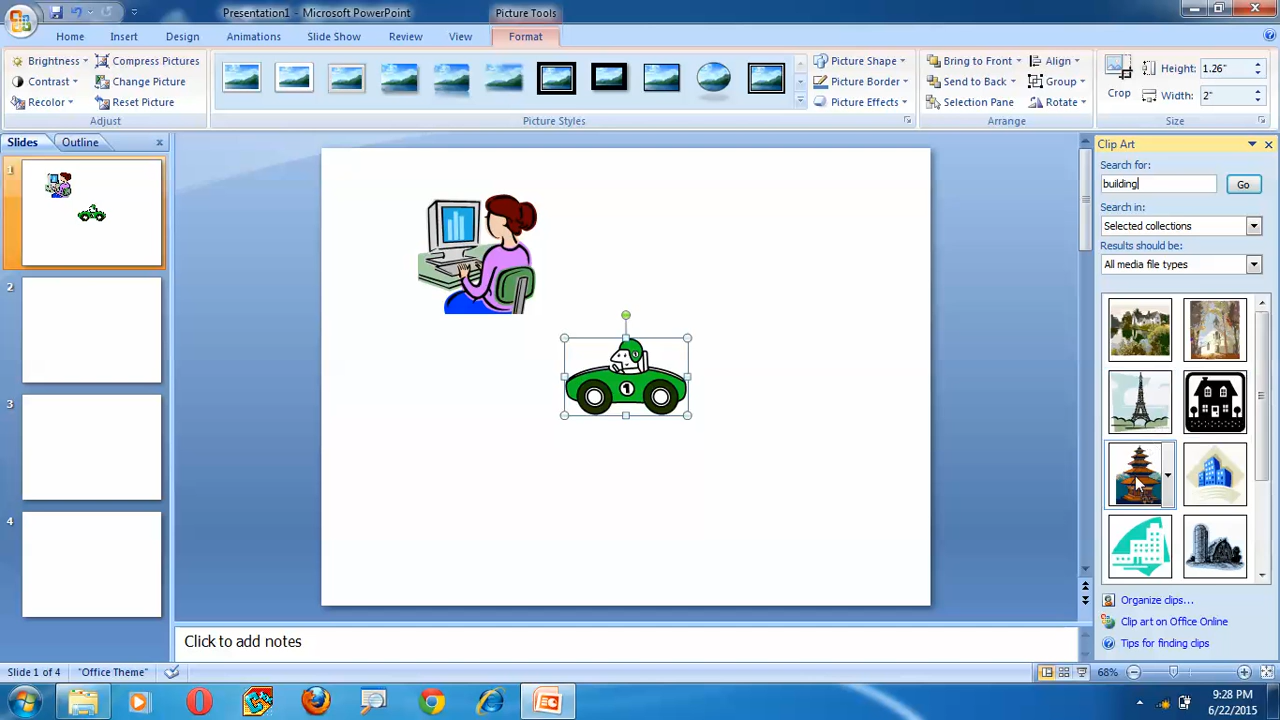 Presentation1 - Microsoft PowerPoint
Picture Tools
Home
Insert
Design
Animations
Slide Show
Review
View
Format
Brightness
Contrast
Recolor
Compress Pictures
Change Picture
Reset Picture
Adjust
Picture Styles
Picture Shape
Picture Border
Picture Effects
Bring to Front
Send to Back
Selection Pane
Align
Group
Rotate
Arrange
Crop
Height: 1.26"
Width: 2"
Size
Slides
Outline
1
2
3
4
1
Clip Art
Search for:
building
Go
Search in:
Selected collections
Results should be:
All media file types
Organize clips...
Clip art on Office Online
Tips for finding clips
Click to add notes
Slide 1 of 4
"Office Theme"
68%
9:28 PM
6/22/2015